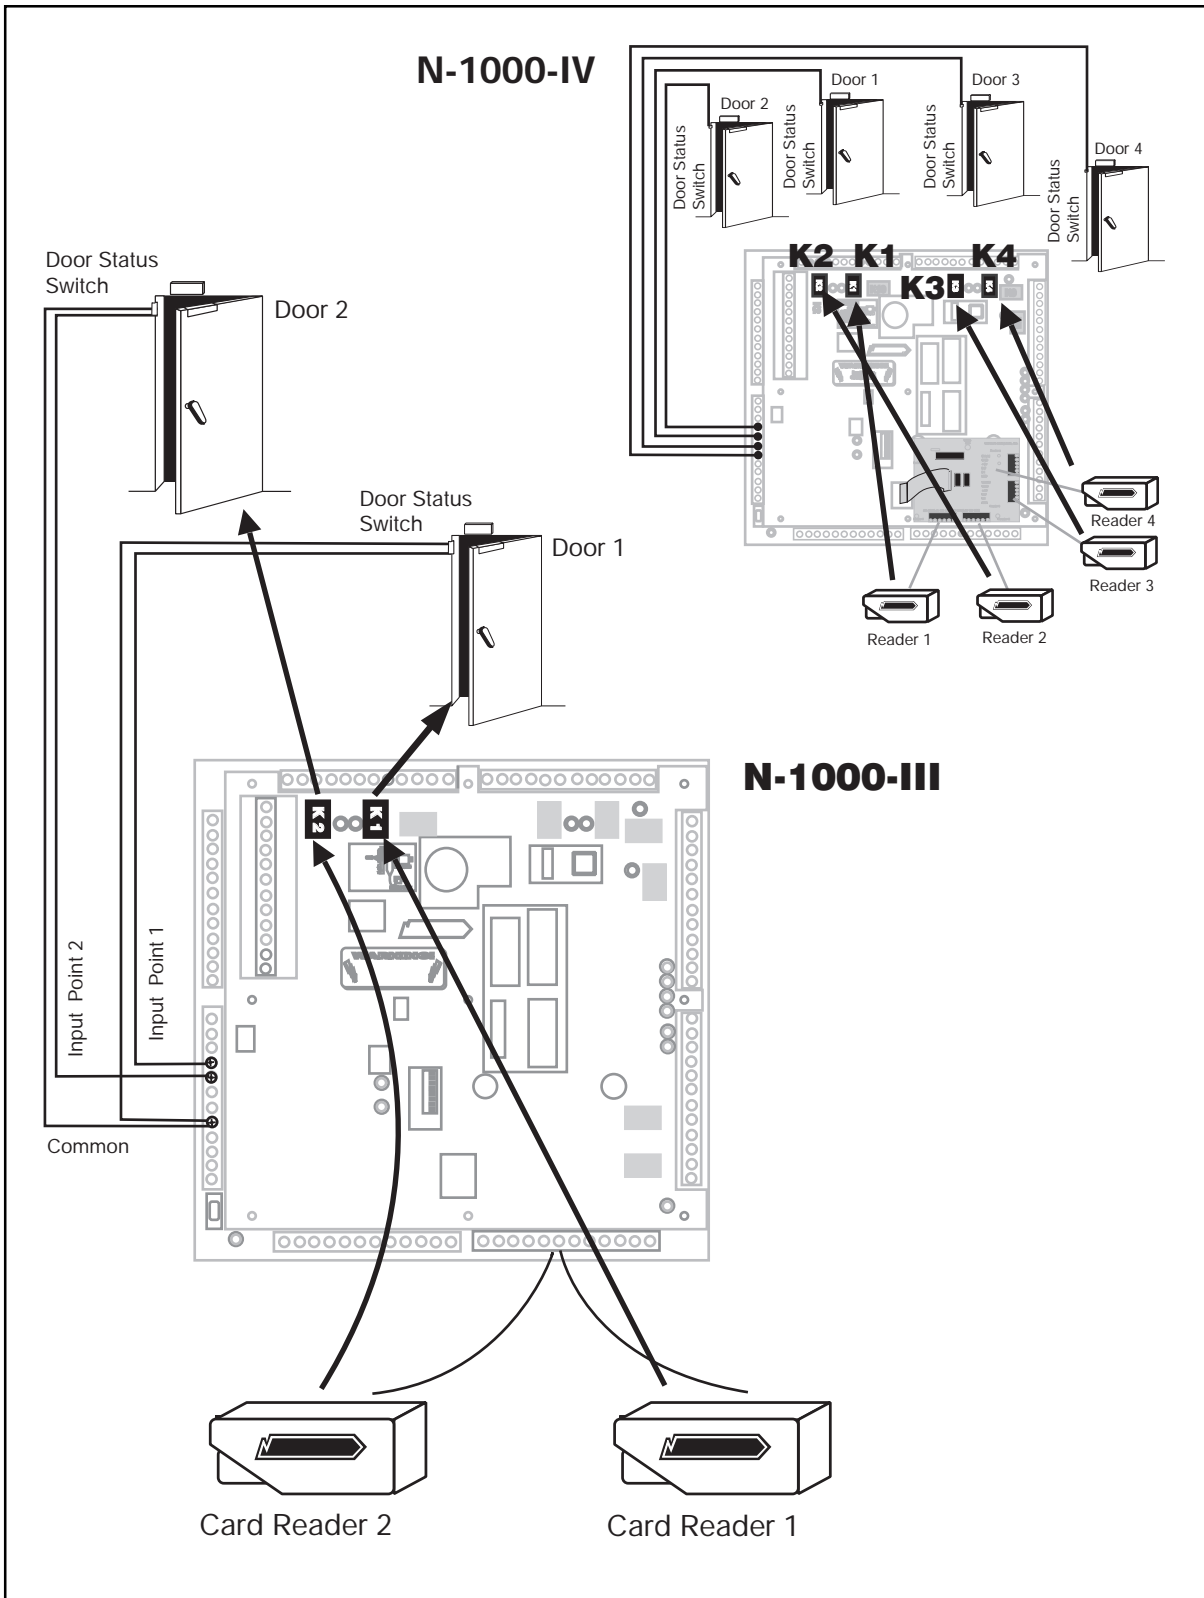 N-1000-IV
Door 1
Door 3
Door 2
Door 4
Door Status
Switch
Door Status
Switch
Door Status
Switch
Door Status
Switch
K2
K1
K3
K4
Reader 4
Reader 3
Reader 1
Reader 2
Door Status
Switch
Door 2
Door Status
Switch
Door 1
N-1000-III
K2
K1
Input Point 2
Input Point 1
Common
Card Reader 2
Card Reader 1